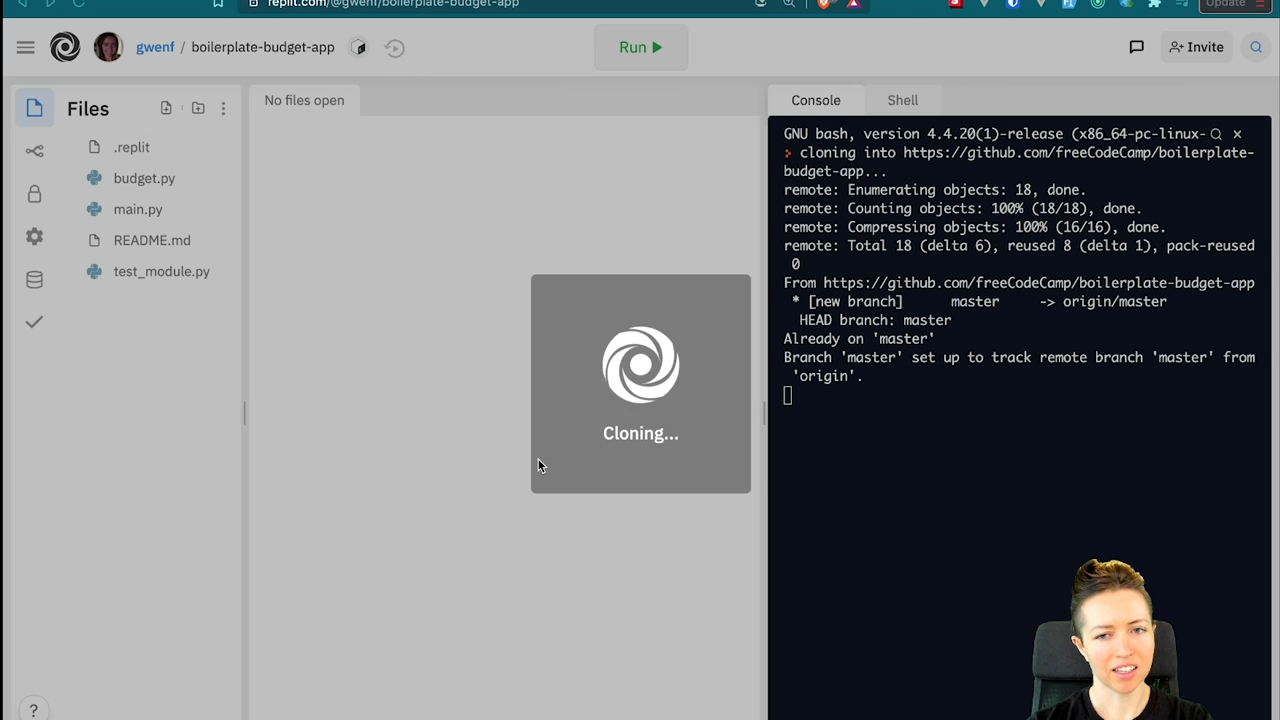 replit.com/@gwenf/boilerplate-budget-app
Update
gwenf / boilerplate-budget-app
Run
Invite
Files
No files open
Console
Shell
.replit
budget.py
main.py
README.md
test_module.py
GNU bash, version 4.4.20(1)-release (x86_64-pc-linux-
cloning into https://github.com/freeCodeCamp/boilerplate-
budget-app...
remote: Enumerating objects: 18, done.
remote: Counting objects: 100% (18/18), done.
remote: Compressing objects: 100% (16/16), done.
remote: Total 18 (delta 6), reused 8 (delta 1), pack-reused
0
From https://github.com/freeCodeCamp/boilerplate-budget-app
* [new branch]      master     -> origin/master
HEAD branch: master
Already on 'master'
Branch 'master' set up to track remote branch 'master' from
'origin'.
Cloning...
?